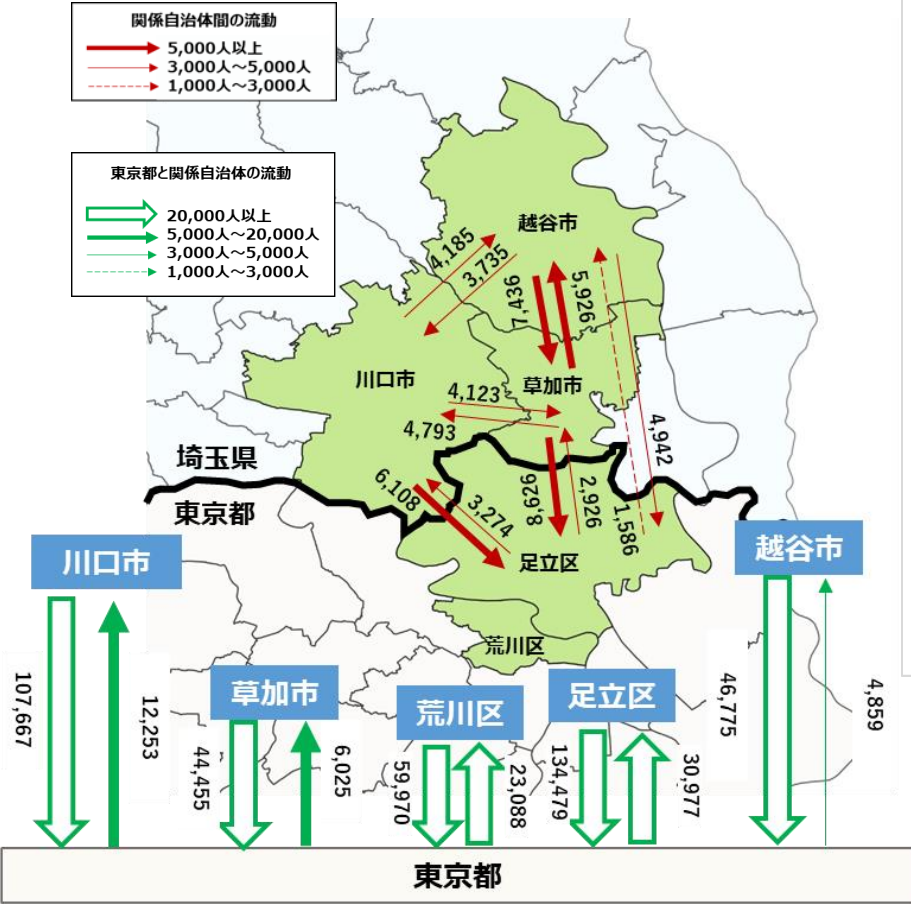 関係自治体間の流動
5,000人以上
3,000人～5,000人
1,000人～3,000人
東京都と関係自治体の流動
20,000人以上
5,000人～20,000人
3,000人～5,000人
1,000人～3,000人
越谷市
4,185
3,735
7,436
5,926
川口市
草加市
4,123
4,793
4,942
埼玉県
東京都
6,108
3,274
8,926
2,926
1,586
足立区
荒川区
川口市
越谷市
草加市
荒川区
足立区
107,667
12,253
44,455
6,025
59,970
23,088
134,479
30,977
46,775
4,859
東京都